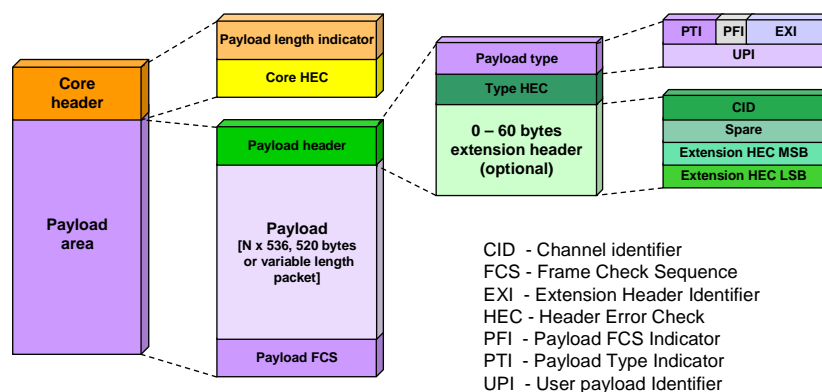 Core
header
Payload
area
Payload length indicator
Core HEC
Payload header
Payload
[N x 536, 520 bytes
or variable length
packet]
Payload FCS
Payload type
Type HEC
0 – 60 bytes
extension header
(optional)
PTI PFI EXI
UPI
CID
Spare
Extension HEC MSB
Extension HEC LSB
CID - Channel identifier
FCS - Frame Check Sequence
EXI - Extension Header Identifier
HEC - Header Error Check
PFI - Payload FCS Indicator
PTI - Payload Type Indicator
UPI - User payload Identifier